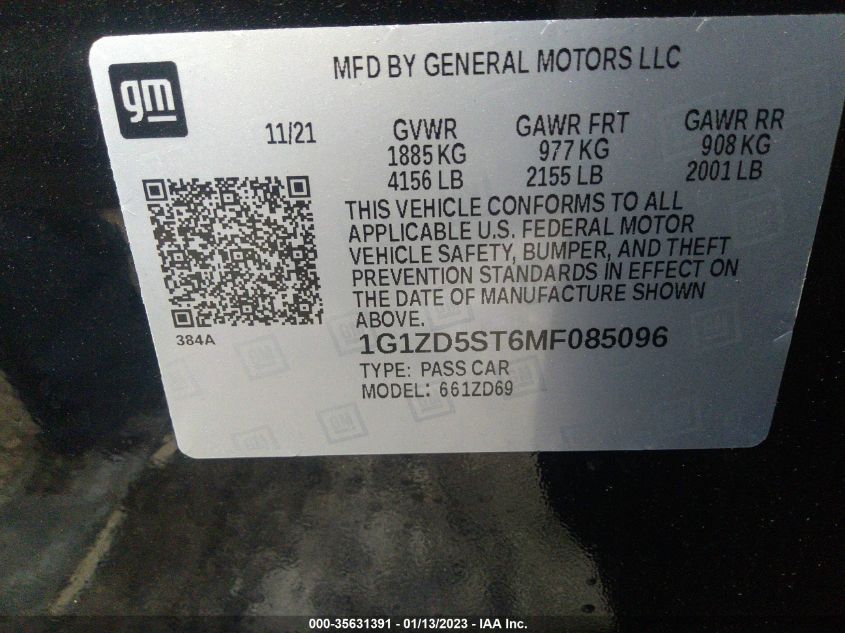 gm
MFD BY GENERAL MOTORS LLC
11/21
GVWR
1885 KG
4156 LB
GAWR FRT
977 KG
2155 LB
GAWR RR
908 KG
2001 LB
THIS VEHICLE CONFORMS TO ALL
APPLICABLE U.S. FEDERAL MOTOR
VEHICLE SAFETY, BUMPER, AND THEFT
PREVENTION STANDARDS IN EFFECT ON
THE DATE OF MANUFACTURE SHOWN
ABOVE.
384A
1G1ZD5ST6MF085096
TYPE: PASS CAR
MODEL: 661ZD69
000-35631391 - 01/13/2023 - IAA Inc.